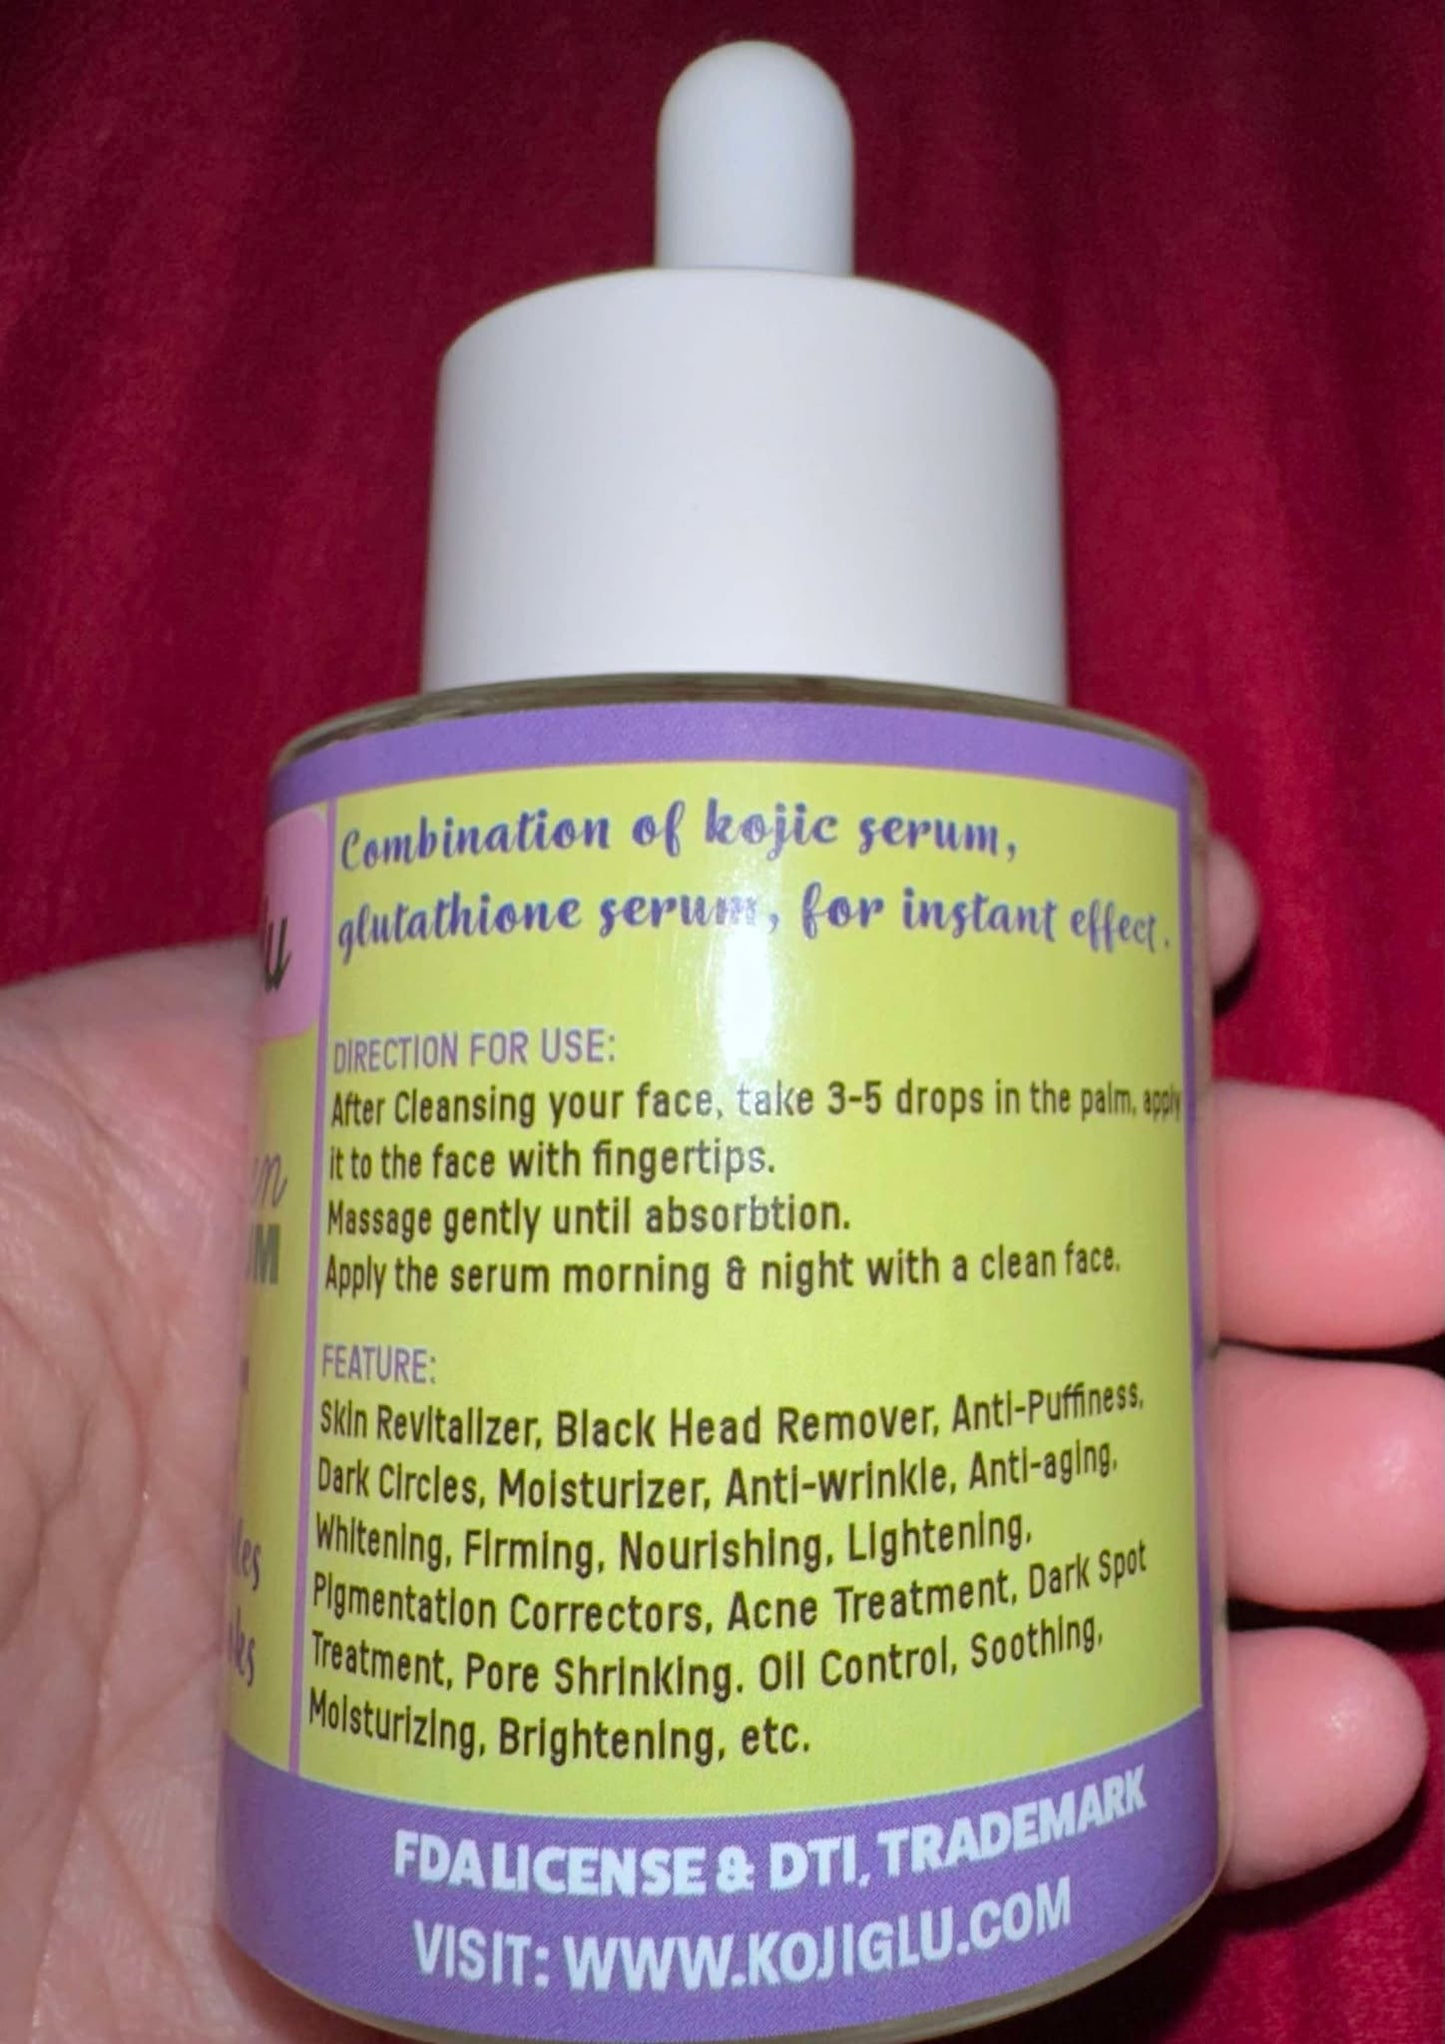 Combination of kojic serum,
glutathione serum, for instant effect.
DIRECTION FOR USE:
After Cleansing your face, take 3-5 drops in the palm, apply
it to the face with fingertips.
Massage gently until absorbtion.
Apply the serum morning & night with a clean face.
FEATURE:
Skin Revitalizer, Black Head Remover, Anti-Puffiness,
Dark Circles, Moisturizer, Anti-wrinkle, Anti-aging,
Whitening, Firming, Nourishing, Lightening,
Pigmentation Correctors, Acne Treatment, Dark Spot
Treatment, Pore Shrinking. Oil Control, Soothing,
Moisturizing, Brightening, etc.
FDA LICENSE & DTI, TRADEMARK
VISIT: WWW.KOJIGLU.COM